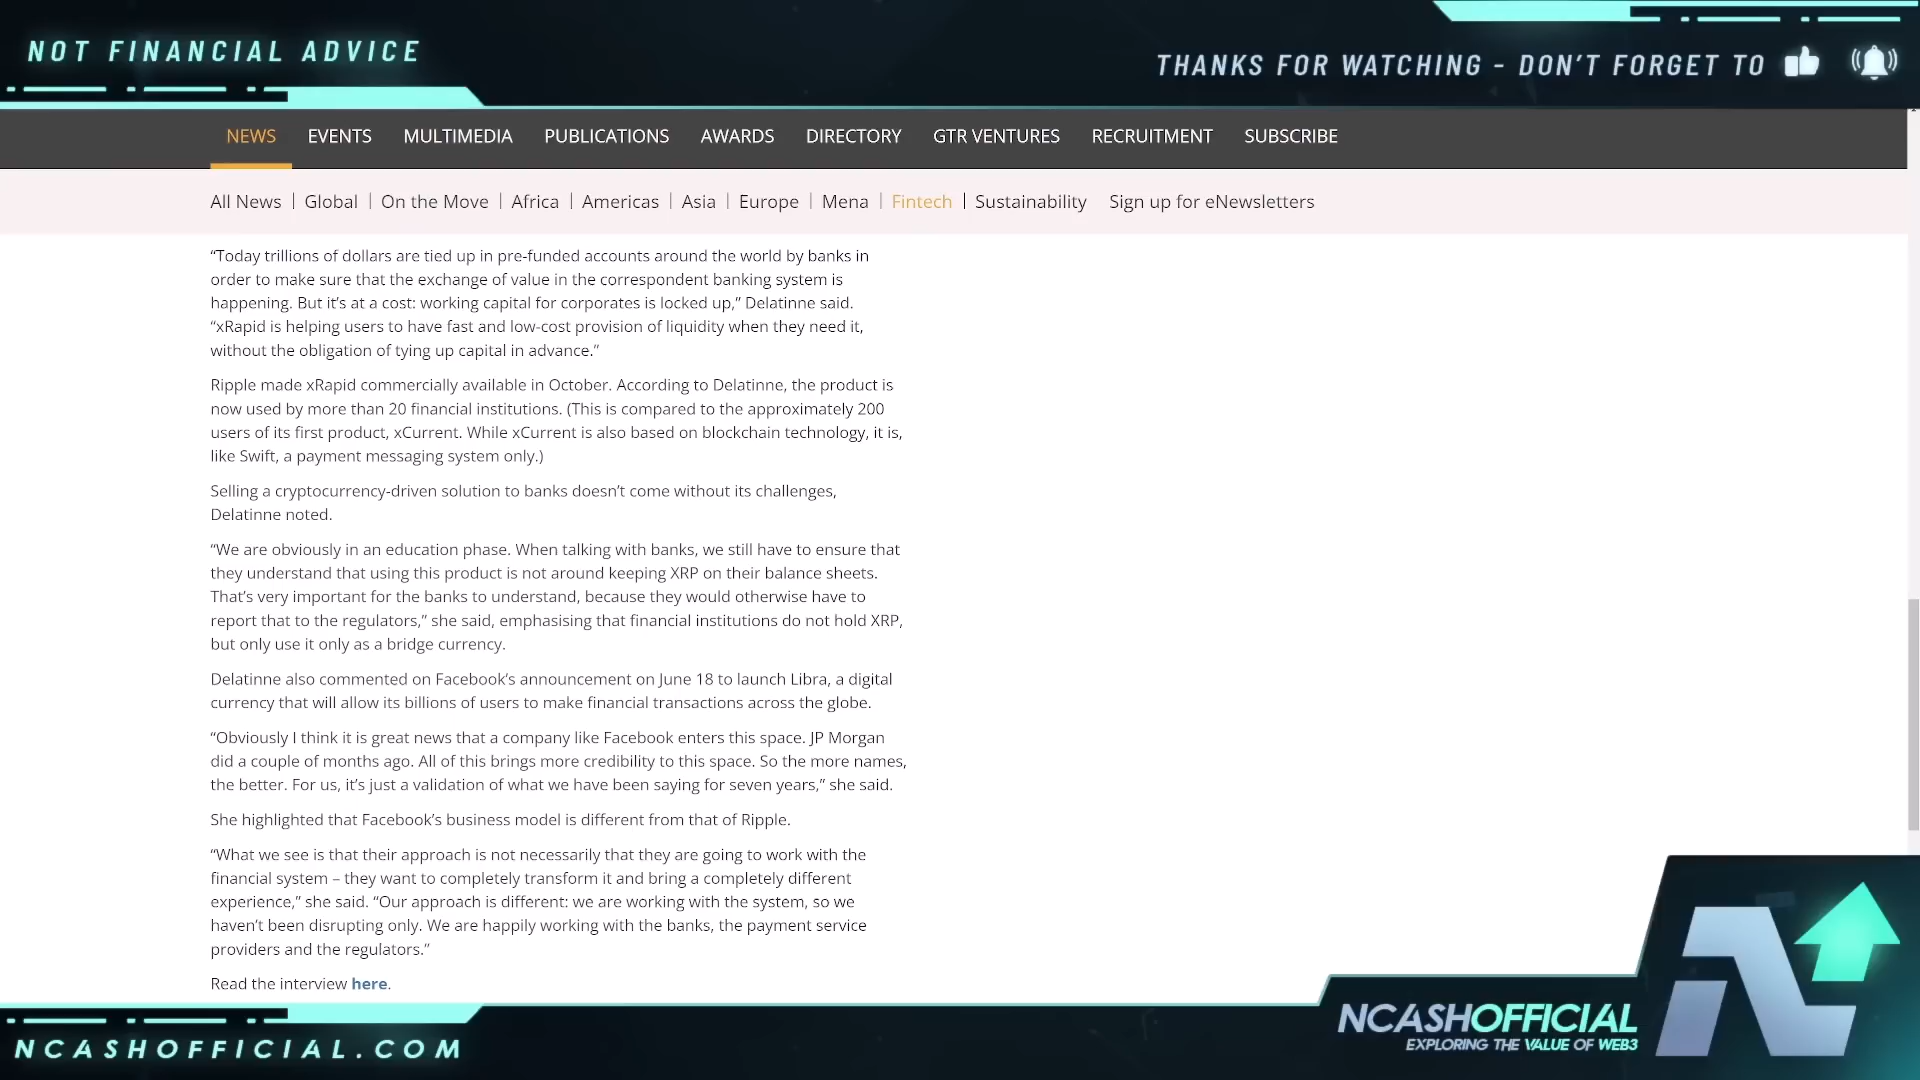 NOT FINANCIAL ADVICE
THANKS FOR WATCHING - DON'T FORGET TO
NEWS EVENTS MULTIMEDIA PUBLICATIONS AWARDS DIRECTORY GTR VENTURES RECRUITMENT SUBSCRIBE
All News | Global | On the Move | Africa | Americas | Asia | Europe | Mena | Fintech | Sustainability Sign up for eNewsletters
“Today trillions of dollars are tied up in pre-funded accounts around the world by banks in
order to make sure that the exchange of value in the correspondent banking system is
happening. But it’s at a cost: working capital for corporates is locked up,” Delatinne said.
“xRapid is helping users to have fast and low-cost provision of liquidity when they need it,
without the obligation of tying up capital in advance.”
Ripple made xRapid commercially available in October. According to Delatinne, the product is
now used by more than 20 financial institutions. (This is compared to the approximately 200
users of its first product, xCurrent. While xCurrent is also based on blockchain technology, it is,
like Swift, a payment messaging system only.)
Selling a cryptocurrency-driven solution to banks doesn’t come without its challenges,
Delatinne noted.
“We are obviously in an education phase. When talking with banks, we still have to ensure that
they understand that using this product is not around keeping XRP on their balance sheets.
That’s very important for the banks to understand, because they would otherwise have to
report that to the regulators,” she said, emphasising that financial institutions do not hold XRP,
but only use it only as a bridge currency.
Delatinne also commented on Facebook’s announcement on June 18 to launch Libra, a digital
currency that will allow its billions of users to make financial transactions across the globe.
“Obviously I think it is great news that a company like Facebook enters this space. JP Morgan
did a couple of months ago. All of this brings more credibility to this space. So the more names,
the better. For us, it’s just a validation of what we have been saying for seven years,” she said.
She highlighted that Facebook’s business model is different from that of Ripple.
“What we see is that their approach is not necessarily that they are going to work with the
financial system – they want to completely transform it and bring a completely different
experience,” she said. “Our approach is different: we are working with the system, so we
haven’t been disrupting only. We are happily working with the banks, the payment service
providers and the regulators.”
Read the interview here.
NCASHOFFICIAL
EXPLORING THE VALUE OF WEB3
NCASHOFFICIAL.COM